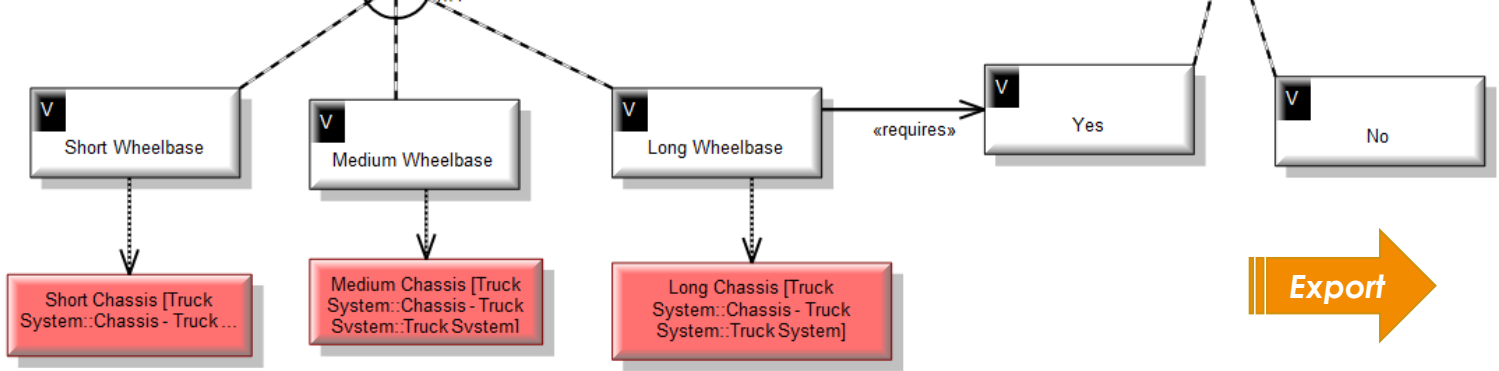 V
Short Wheelbase
V
Medium Wheelbase
V
Long Wheelbase
«requires»
V
Yes
V
No
Short Chassis [Truck
System::Chassis - Truck ...
Medium Chassis [Truck
System::Chassis - Truck
System::Truck System]
Long Chassis [Truck
System::Chassis - Truck
System::Truck System]
Export